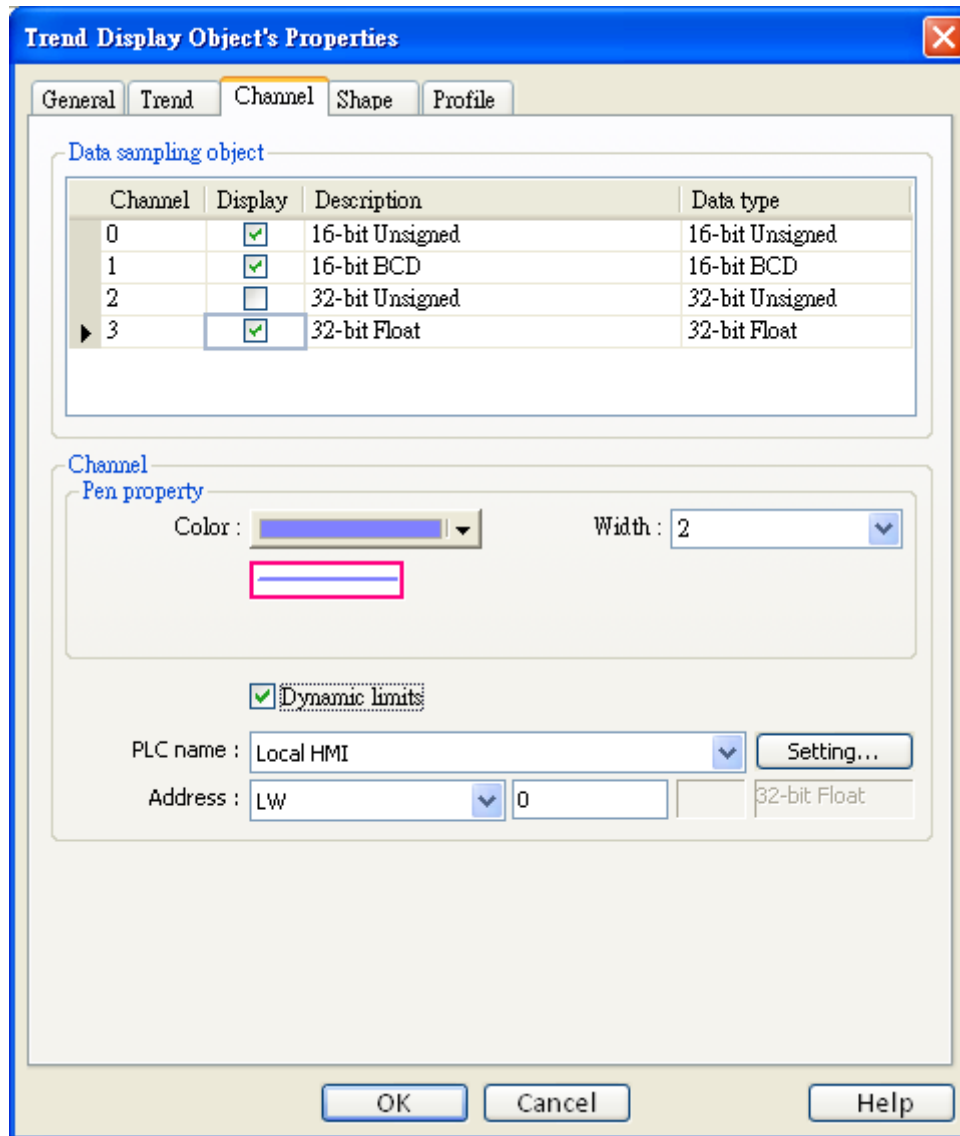 Trend Display Object's Properties
General Trend Channel Shape Profile
Data sampling object
Channel Display Description Data type
0 16-bit Unsigned 16-bit Unsigned
1 16-bit BCD 16-bit BCD
2 32-bit Unsigned 32-bit Unsigned
3 32-bit Float 32-bit Float
Channel
Pen property
Color : Width : 2
Dynamic limits
PLC name : Local HMI Setting...
Address : LW 0 32-bit Float
OK Cancel Help